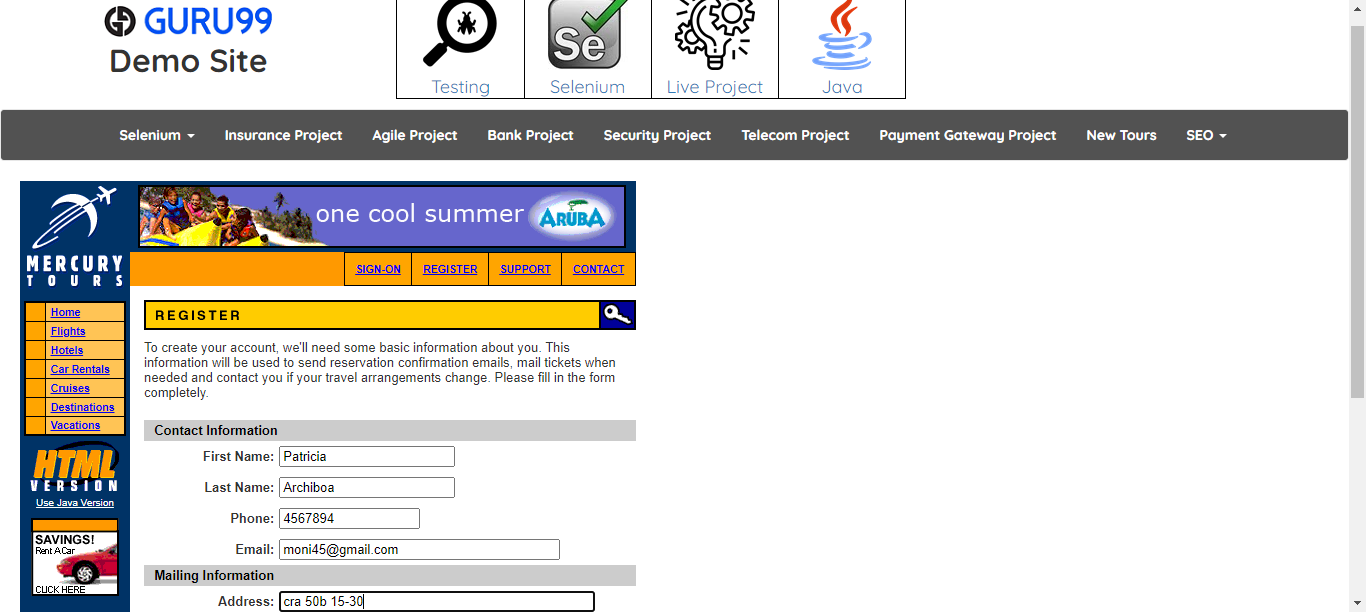 GURU99
Demo Site
Testing
Selenium
Live Project
Java
Se
Selenium
Insurance Project
Agile Project
Bank Project
Security Project
Telecom Project
Payment Gateway Project
New Tours
SEO
MERCURY
TOURS
one cool summer
ARUBA
SIGN-ON
REGISTER
SUPPORT
CONTACT
Home
Flights
Hotels
Car Rentals
Cruises
Destinations
Vacations
HTML
VERSION
Use Java Version
SAVINGS!
Rent A Car
CLICK HERE
REGISTER
To create your account, we'll need some basic information about you. This
information will be used to send reservation confirmation emails, mail tickets when
needed and contact you if your travel arrangements change. Please fill in the form
completely.
Contact Information
First Name: Patricia
Last Name: Archiboa
Phone: 4567894
Email: moni45@gmail.com
Mailing Information
Address: cra 50b 15-30